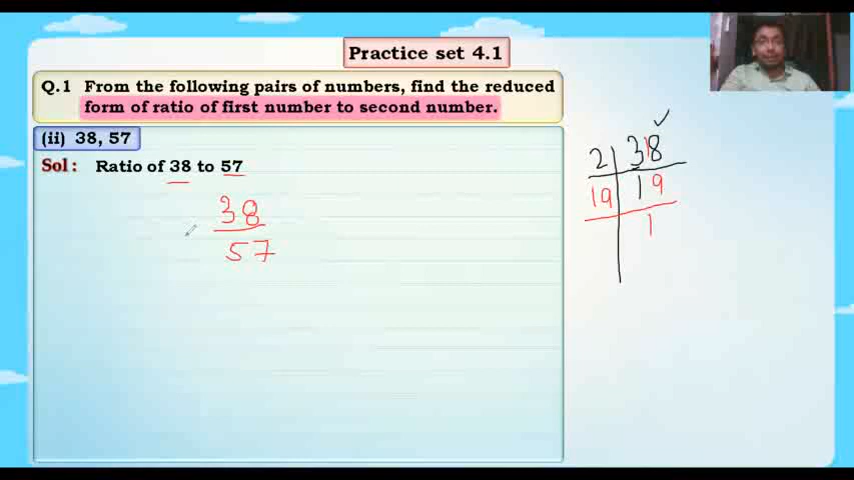 Practice set 4.1
Q.1 From the following pairs of numbers, find the reduced
form of ratio of first number to second number.
(ii) 38, 57
Sol : Ratio of 38 to 57
38
57
2 38
19 19
1